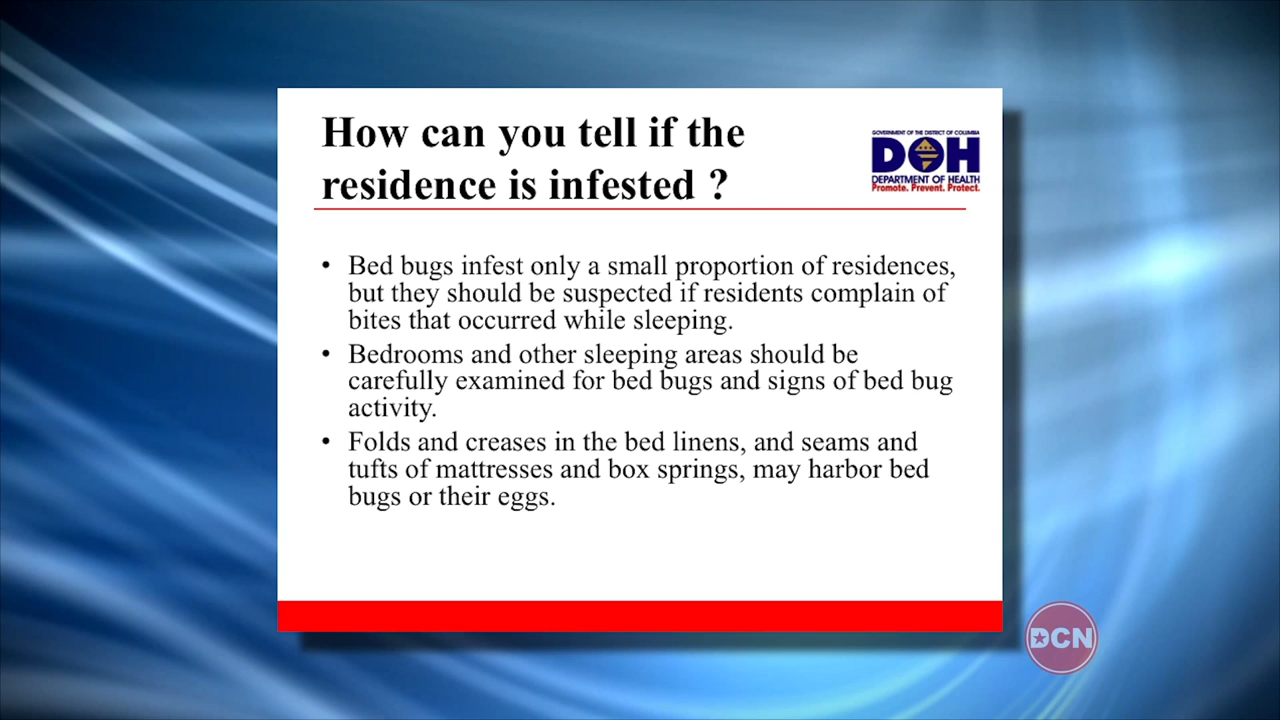 How can you tell if the
residence is infested ?
GOVERNMENT OF THE DISTRICT OF COLUMBIA
DOH
DEPARTMENT OF HEALTH
Promote. Prevent. Protect.
• Bed bugs infest only a small proportion of residences,
but they should be suspected if residents complain of
bites that occurred while sleeping.
• Bedrooms and other sleeping areas should be
carefully examined for bed bugs and signs of bed bug
activity.
• Folds and creases in the bed linens, and seams and
tufts of mattresses and box springs, may harbor bed
bugs or their eggs.
DCN